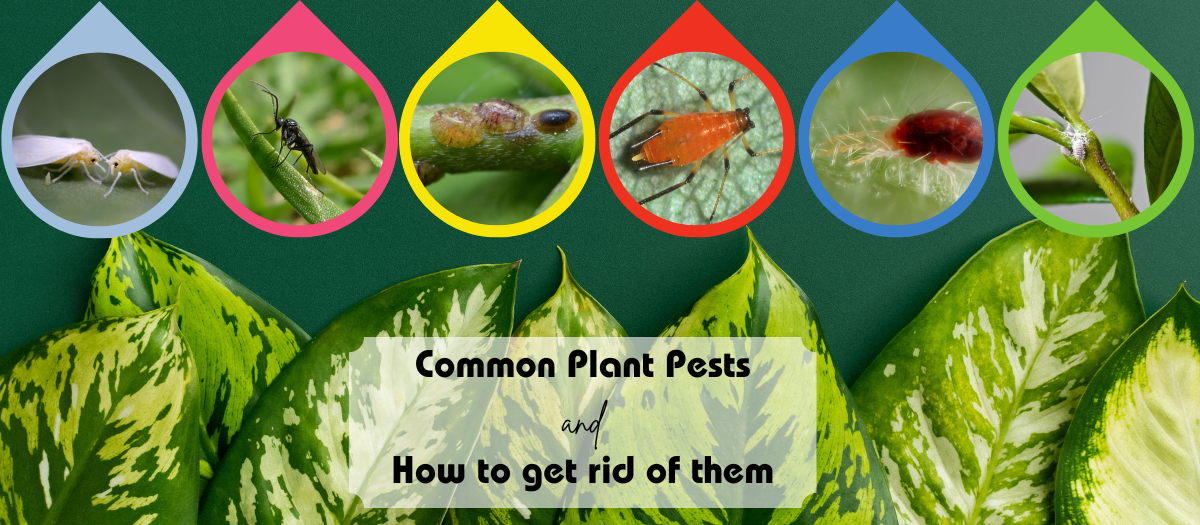 Common Plant Pests
and
How to get rid of them